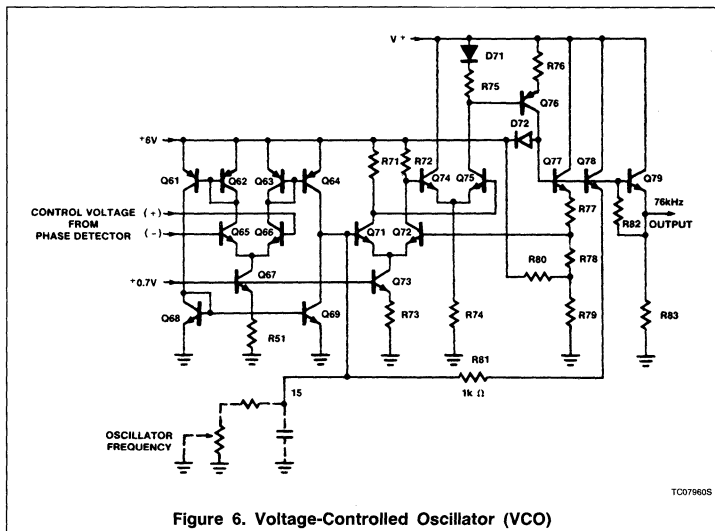 V+
D71
R76
R75
Q76
D72
+6V
Q61
Q62
Q63
Q64
R71
R72
Q74
Q75
Q77
Q78
Q79
R77
R82
76kHz
OUTPUT
CONTROL VOLTAGE
FROM
PHASE DETECTOR
(+)
(−)
Q65
Q66
Q71
Q72
R80
R78
Q67
+0.7V
Q73
R79
Q68
Q69
R51
R73
R74
R83
R81
1k Ω
15
OSCILLATOR
FREQUENCY
TC07960S
Figure 6. Voltage-Controlled Oscillator (VCO)